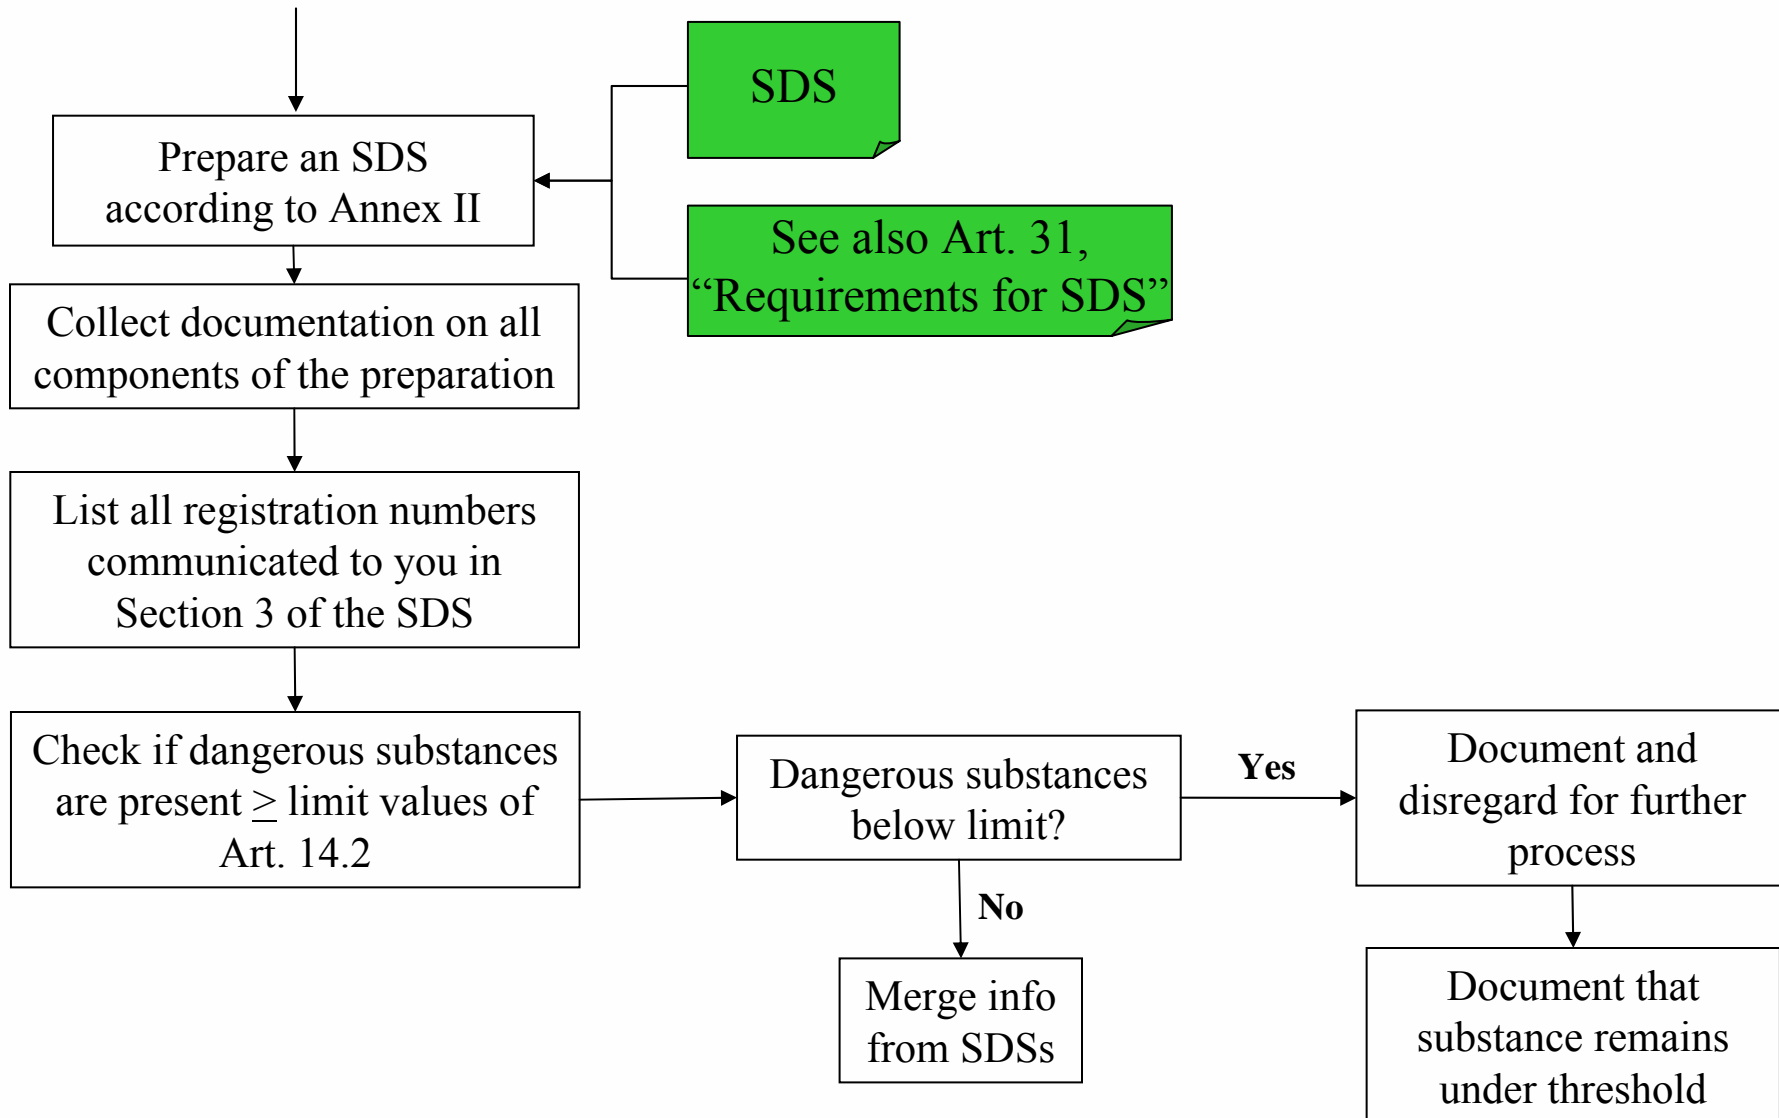 SDS
Prepare an SDS
according to Annex II
See also Art. 31,
“Requirements for SDS”
Collect documentation on all
components of the preparation
List all registration numbers
communicated to you in
Section 3 of the SDS
Check if dangerous substances
are present ≥ limit values of
Art. 14.2
Dangerous substances
below limit?
Yes
Document and
disregard for further
process
No
Merge info
from SDSs
Document that
substance remains
under threshold